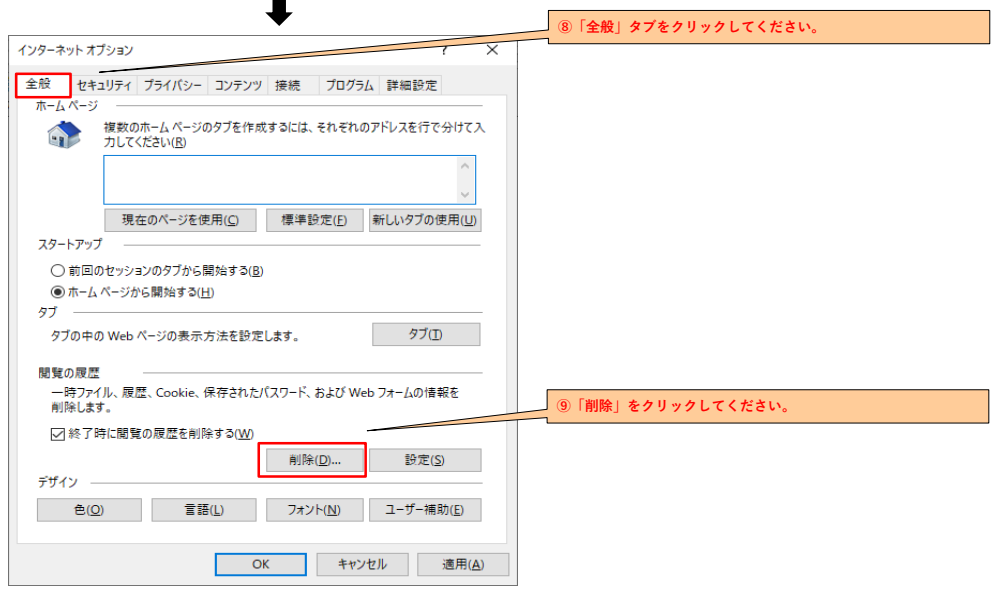 ⑧「全般」タブをクリックしてください。
インターネット オプション
?
全般 セキュリティ プライバシー コンテンツ 接続 プログラム 詳細設定
ホーム ページ
複数のホーム ページのタブを作成するには、それぞれのアドレスを行で分けて入
力してください(R)
現在のページを使用(C) 標準設定(F) 新しいタブの使用(U)
スタートアップ
前回のセッションのタブから開始する(B)
ホーム ページから開始する(H)
タブ
タブの中の Web ページの表示方法を設定します。 タブ(T)
閲覧の履歴
一時ファイル、履歴、Cookie、保存されたパスワード、および Web フォームの情報を
削除します。
⑨「削除」をクリックしてください。
終了時に閲覧の履歴を削除する(W)
削除(D)... 設定(S)
デザイン
色(O) 言語(L) フォント(N) ユーザー補助(E)
OK キャンセル 適用(A)